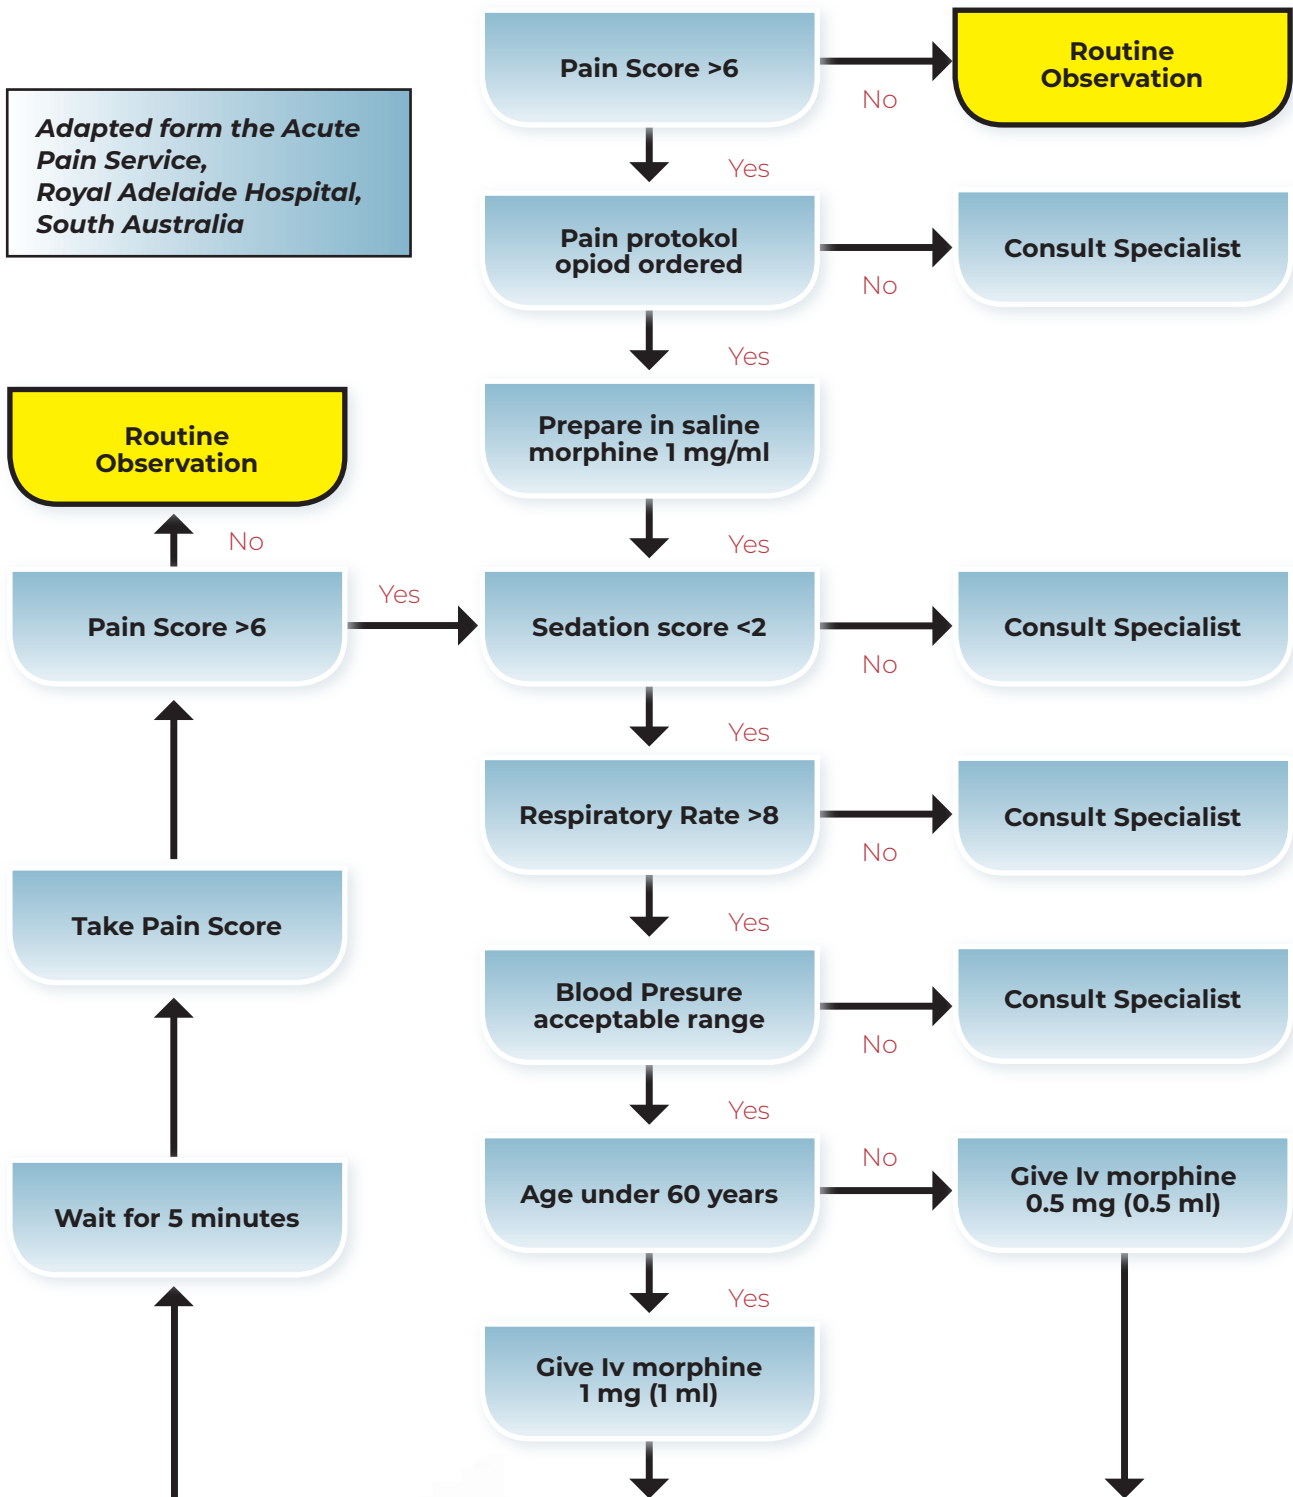 Pain Score >6
No
Routine
Observation
Adapted form the Acute
Pain Service,
Royal Adelaide Hospital,
South Australia
Yes
Pain protokol
opiod ordered
No
Consult Specialist
Yes
Prepare in saline
morphine 1 mg/ml
Routine
Observation
No
Yes
Pain Score >6
Yes
Sedation score <2
No
Consult Specialist
Yes
Respiratory Rate >8
No
Consult Specialist
Take Pain Score
Yes
Blood Presure
acceptable range
No
Consult Specialist
Yes
Wait for 5 minutes
Age under 60 years
No
Give Iv morphine
0.5 mg (0.5 ml)
Yes
Give Iv morphine
1 mg (1 ml)